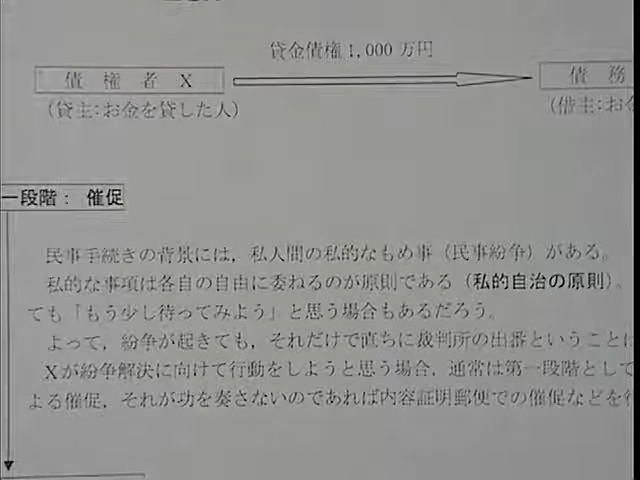 貸金債権 1,000 万円
債 権 者 X
債 務
（貸主:お金を貸した人）
（借主:お
一段階： 催促
民事手続きの背景には，私人間の私的なもめ事（民事紛争）がある。
私的な事項は各自の自由に委ねるのが原則である（私的自治の原則）。
ても「もう少し待ってみよう」と思う場合もあるだろう。
よって，紛争が起きても，それだけで直ちに裁判所の出番ということ
Xが紛争解決に向けて行動をしようと思う場合，通常は第一段階として
よる催促，それが功を奏さないのであれば内容証明郵便での催促などを